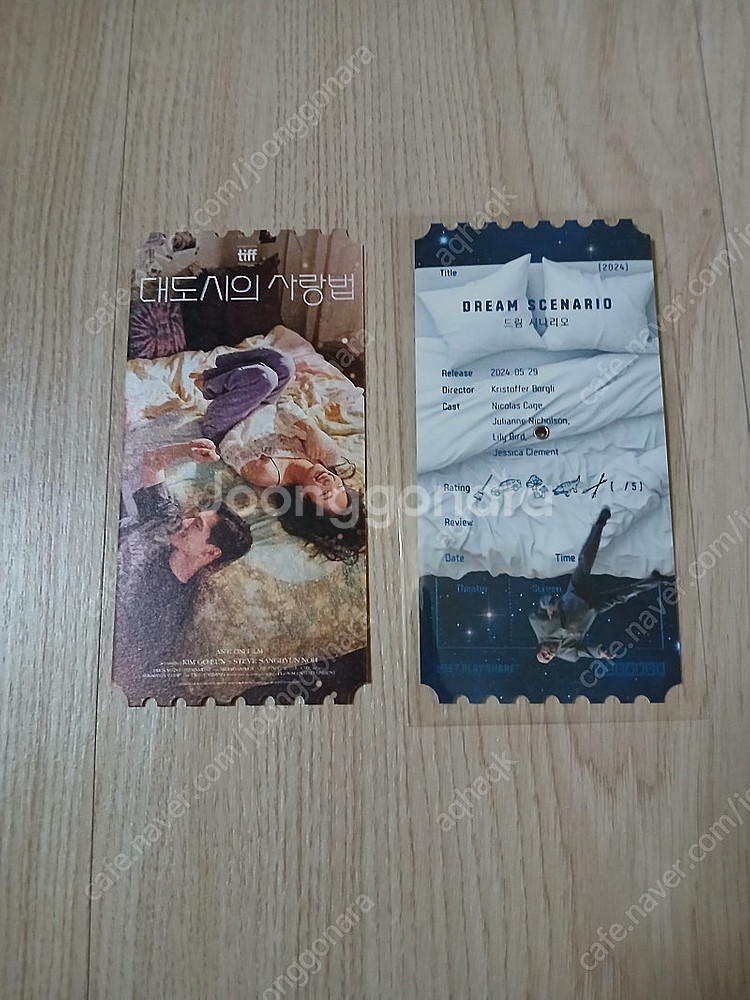 tiff
대도시의 사랑법
KIM GO-EUN STEVE SANGHYUN NOH
Title
(2024)
DREAM SCENARIO
드림 시나리오
Release 2024. 05. 29
Director Kristoffer Borgli
Cast Nicolas Cage,
Julianne Nicholson,
Lily Bird,
Jessica Clement
Rating ( /5)
Review
Date Time
Theater Screen
Joonggonara
cafe.naver.com/joonggonara
aqhaqk